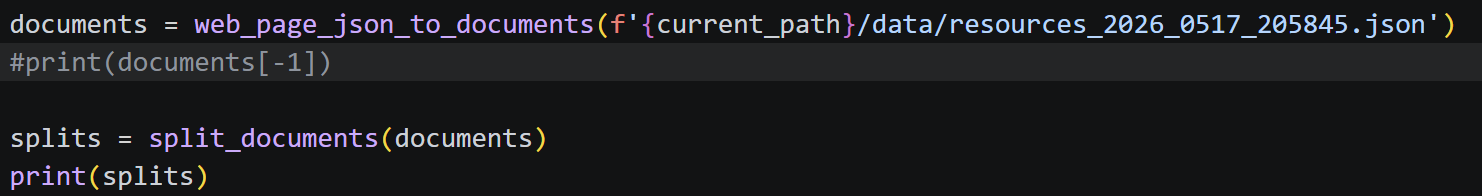 documents = web_page_json_to_documents(f'{current_path}/data/resources_2026_0517_205845.json')
#print(documents[-1])
splits = split_documents(documents)
print(splits)